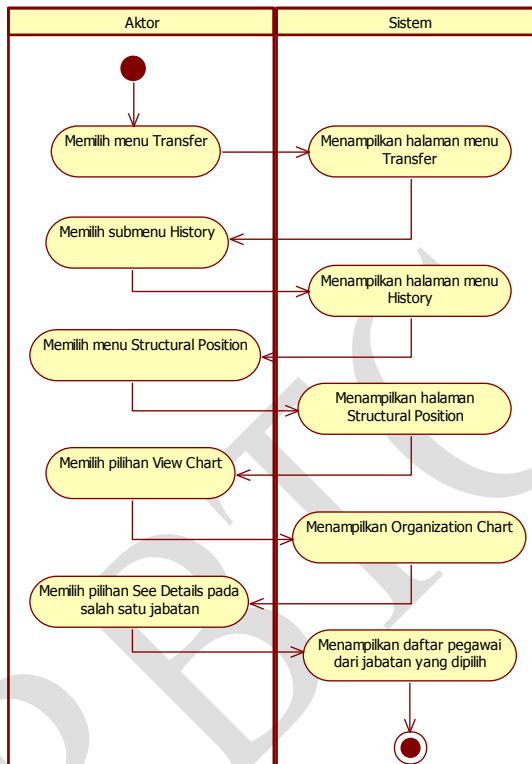 Aktor
Sistem
Memilih menu Transfer
Menampilkan halaman menu
Transfer
Memilih submenu History
Menampilkan halaman menu
History
Memilih menu Structural Position
Menampilkan halaman
Structural Position
Memilih pilihan View Chart
Menampilkan Organization Chart
Memilih pilihan See Details pada
salah satu jabatan
Menampilkan daftar pegawai
dari jabatan yang dipilih